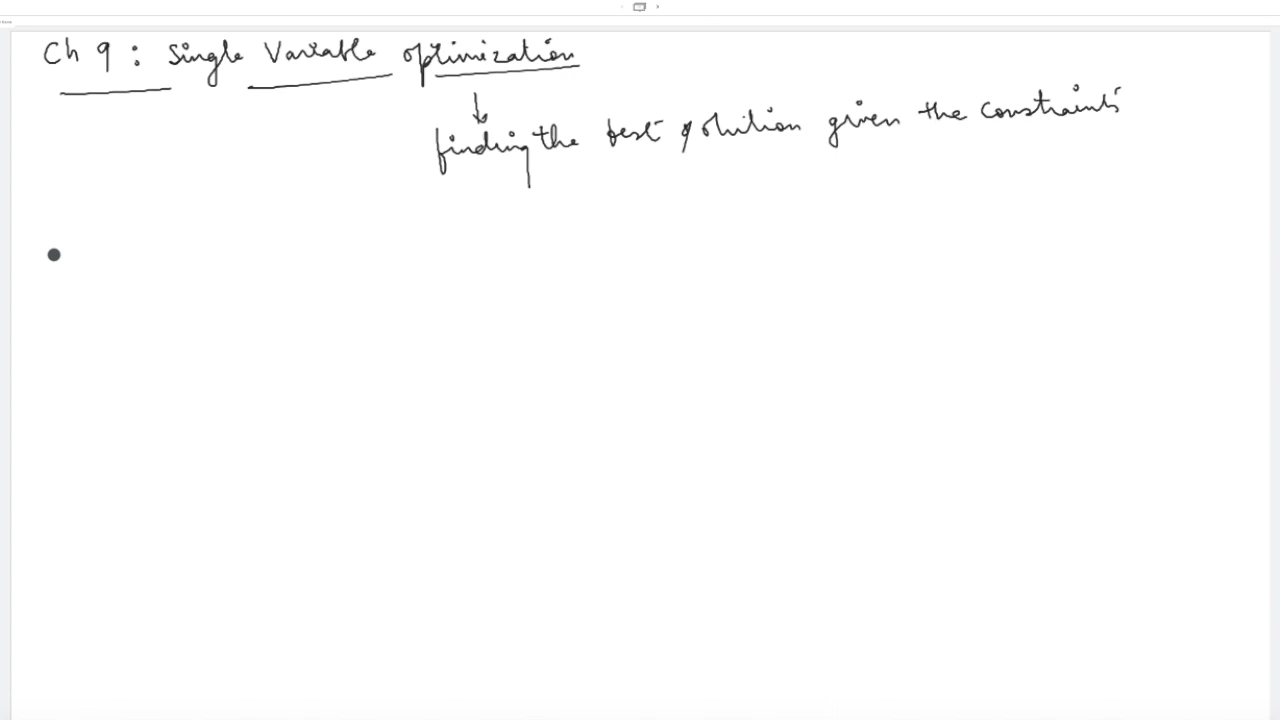 Ch 9 : Single Variable optimization
finding the best solution given the constraints